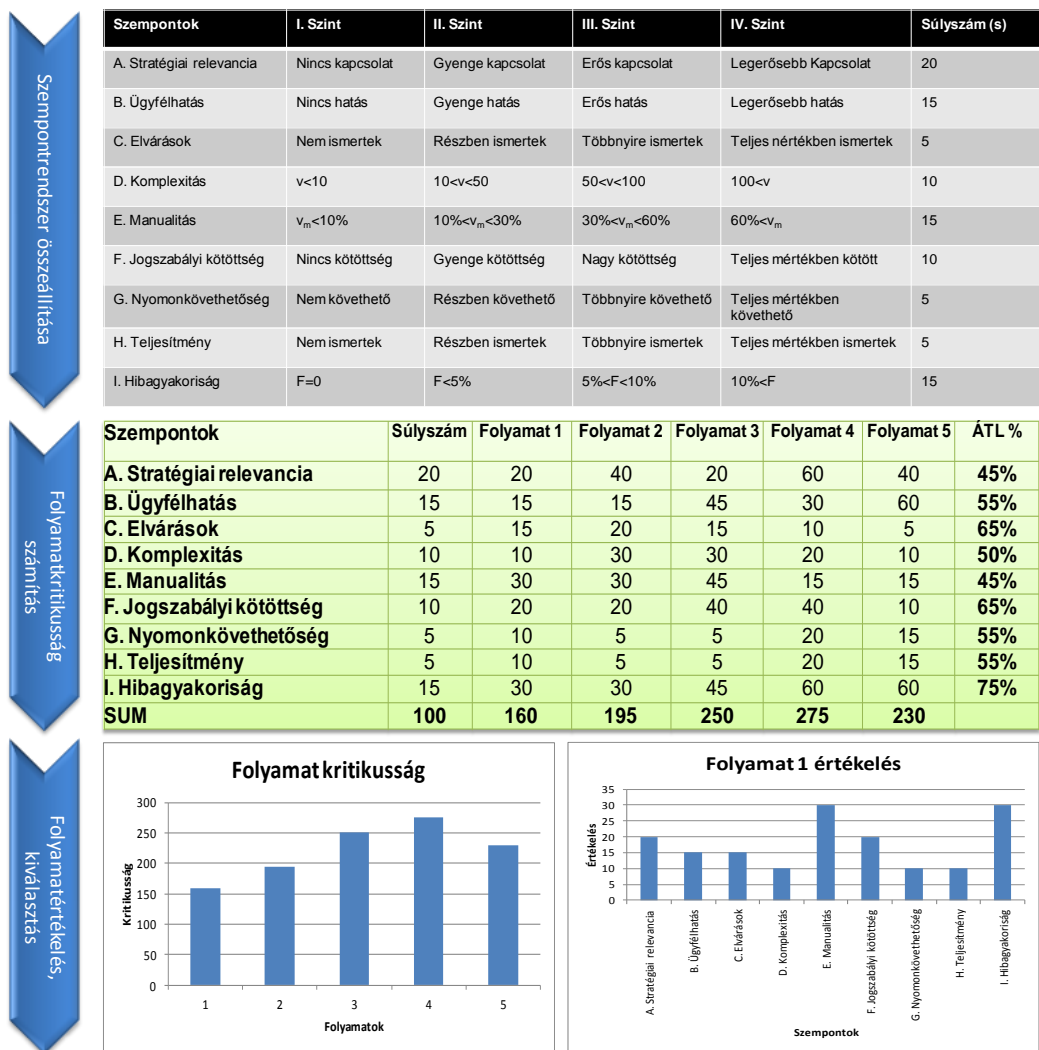 Szempontrendszer összeállítása
Szempontok I. Szint II. Szint III. Szint IV. Szint Súlyszám (s)
A. Stratégiai relevancia Nincs kapcsolat Gyenge kapcsolat Erős kapcsolat Legerősebb Kapcsolat 20
B. Ügyfélhatás Nincs hatás Gyenge hatás Erős hatás Legerősebb hatás 15
C. Elvárások Nem ismertek Részben ismertek Többnyire ismertek Teljes nértékben ismertek 5
D. Komplexitás v<10 10<v<50 50<v<100 100<v 10
E. Manualitás vm<10% 10%<vm<30% 30%<vm<60% 60%<vm 15
F. Jogszabályi kötöttség Nincs kötöttség Gyenge kötöttség Nagy kötöttség Teljes mértékben kötött 10
G. Nyomonkövethetőség Nem követhető Részben követhető Többnyire követhető Teljes mértékben 5
követhető
H. Teljesítmény Nem ismertek Részben ismertek Többnyire ismertek Teljes mértékben ismertek 5
I. Hibagyakoriság F=0 F<5% 5%<F<10% 10%<F 15
Folyamatkritikusság
számítás
Szempontok Súlyszám Folyamat 1 Folyamat 2 Folyamat 3 Folyamat 4 Folyamat 5 ÁTL %
A. Stratégiai relevancia 20 20 40 20 60 40 45%
B. Ügyfélhatás 15 15 15 45 30 60 55%
C. Elvárások 5 15 20 15 10 5 65%
D. Komplexitás 10 10 30 30 20 10 50%
E. Manualitás 15 30 30 45 15 15 45%
F. Jogszabályi kötöttség 10 20 20 40 40 10 65%
G. Nyomonkövethetőség 5 10 5 5 20 15 55%
H. Teljesítmény 5 10 5 5 20 15 55%
I. Hibagyakoriság 15 30 30 45 60 60 75%
SUM 100 160 195 250 275 230
Folyamatértékelés,
kiválasztás
Folyamat kritikusság
300
250
200
150
100
50
0
Kritikusság
1 2 3 4 5
Folyamatok
Folyamat 1 értékelés
35
30
25
20
15
10
5
0
Értékelés
A. Stratégiai relevancia
B. Ügyfélhatás
C. Elvárások
D. Komplexitás
E. Manualitás
F. Jogszabályi kötöttség
G. Nyomonkövethetőség
H. Teljesítmény
I. Hibagyakoriság
Szempontok